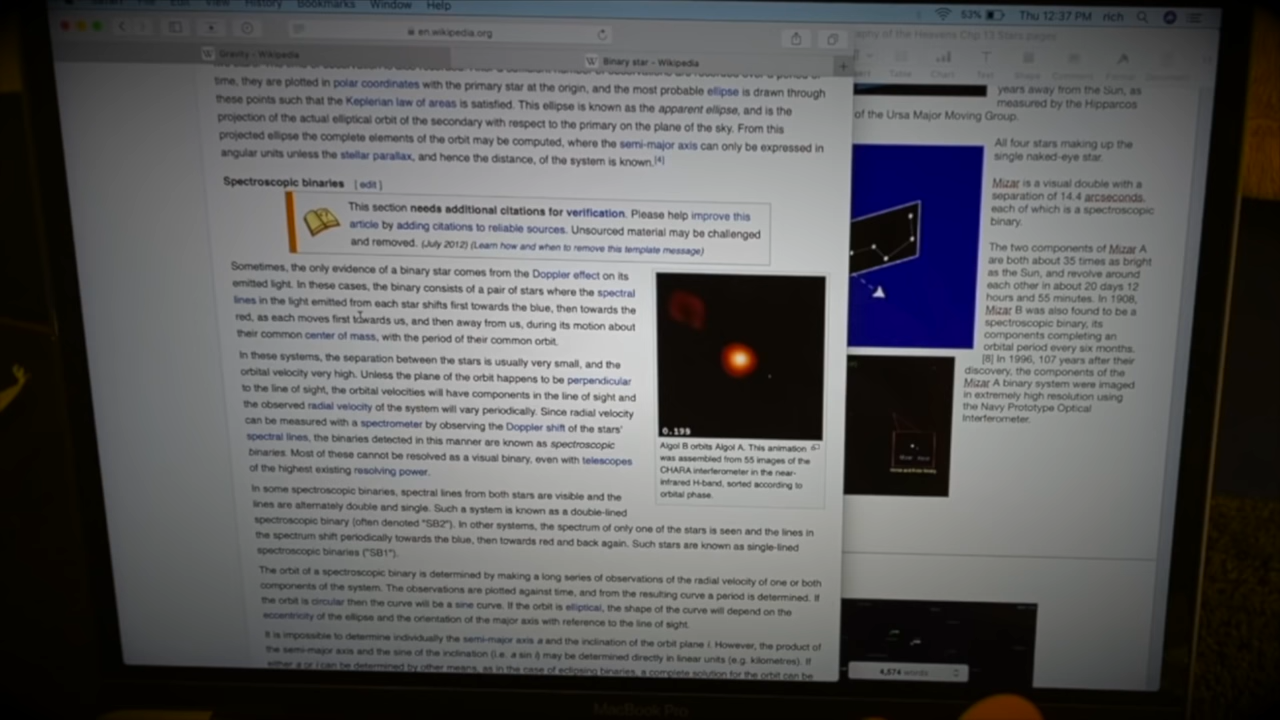 History Bookmarks Window Help
53%
Thu 12:37 PM rich
en.wikipedia.org
Gravity - Wikipedia
Binary star - Wikipedia
time, they are plotted in polar coordinates with the primary star at the origin, and the most probable ellipse is drawn through
these points such that the Keplerian law of areas is satisfied. This ellipse is known as the apparent ellipse, and is the
projection of the actual elliptical orbit of the secondary with respect to the primary on the plane of the sky. From this
projected ellipse the complete elements of the orbit may be computed, where the semi-major axis can only be expressed in
angular units unless the stellar parallax, and hence the distance, of the system is known.[4]
Spectroscopic binaries [edit]
This section needs additional citations for verification. Please help improve this
article by adding citations to reliable sources. Unsourced material may be challenged
and removed. (July 2012) (Learn how and when to remove this template message)
Sometimes, the only evidence of a binary star comes from the Doppler effect on its
emitted light. In these cases, the binary consists of a pair of stars where the spectral
lines in the light emitted from each star shifts first towards the blue, then towards the
red, as each moves first towards us, and then away from us, during its motion about
their common center of mass, with the period of their common orbit.
In these systems, the separation between the stars is usually very small, and the
orbital velocity very high. Unless the plane of the orbit happens to be perpendicular
to the line of sight, the orbital velocities will have components in the line of sight and
the observed radial velocity of the system will vary periodically. Since radial velocity
can be measured with a spectrometer by observing the Doppler shift of the stars'
spectral lines, the binaries detected in this manner are known as spectroscopic
binaries. Most of these cannot be resolved as a visual binary, even with telescopes
of the highest existing resolving power.
0.199
Algol B orbits Algol A. This animation
was assembled from 55 images of the
CHARA interferometer in the near-
infrared H-band, sorted according to
orbital phase.
In some spectroscopic binaries, spectral lines from both stars are visible and the
lines are alternately double and single. Such a system is known as a double-lined
spectroscopic binary (often denoted "SB2"). In other systems, the spectrum of only one of the stars is seen and the lines in
the spectrum shift periodically towards the blue, then towards red and back again. Such stars are known as single-lined
spectroscopic binaries ("SB1").
The orbit of a spectroscopic binary is determined by making a long series of observations of the radial velocity of one or both
components of the system. The observations are plotted against time, and from the resulting curve a period is determined. If
the orbit is circular then the curve will be a sine curve. If the orbit is elliptical, the shape of the curve will depend on the
eccentricity of the ellipse and the orientation of the major axis with reference to the line of sight.
It is impossible to determine individually the semi-major axis a and the inclination of the orbit plane i. However, the product of
the semi-major axis and the sine of the inclination (i.e. a sin i) may be determined directly in linear units (e.g. kilometres). If
either a or i can be determined by other means, as in the case of eclipsing binaries, a complete solution for the orbit can be
of the Heavens Chp 13 Stars pages
years away from the Sun, as
measured by the Hipparcos
of the Ursa Major Moving Group.
All four stars making up the
single naked-eye star.
Mizar is a visual double with a
separation of 14.4 arcseconds,
each of which is a spectroscopic
binary.
The two components of Mizar A
are both about 35 times as bright
as the Sun, and revolve around
each other in about 20 days 12
hours and 55 minutes. In 1908,
Mizar B was also found to be a
spectroscopic binary, its
components completing an
orbital period every six months.
[8] In 1996, 107 years after their
discovery, the components of the
Mizar A binary system were imaged
in extremely high resolution using
the Navy Prototype Optical
Interferometer.
4,574 words
MacBook Pro